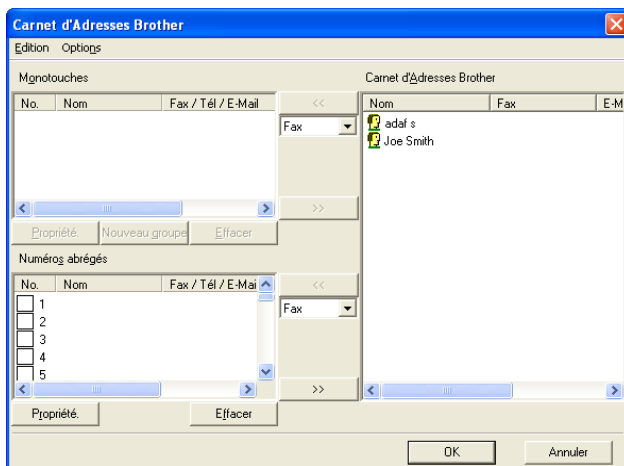 Carnet d'Adresses Brother
Edition Options
Monotouches
No. Nom Fax / Tél / E-Mail
<<
Fax
>>
Propriété. Nouveau groupe Effacer
Numéros abrégés
No. Nom Fax / Tél / E-Mai
1
2
3
4
5
<<
Fax
>>
Propriété. Effacer
Carnet d'Adresses Brother
Nom Fax E-M
adaf s
Joe Smith
OK Annuler